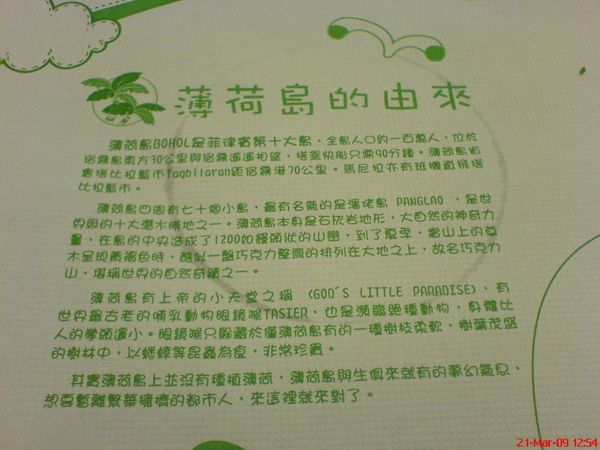 薄荷島的由來
薄荷島BOHOL是菲律賓第十大島，全島人口約一百萬人，位於
宿霧島東方30公里與宿霧遙遙相望，搭乘快船只需90分鐘。薄荷島省
會塔比拉藍市Tagbilaran距宿霧港70公里。馬尼拉亦有班機直飛塔
比拉藍市。
薄荷島四周有七十個小島，最有名氣的是潘佬島 PANGLAO ，是世
界級的十大潛水勝地之一。薄荷島本身是石灰岩地形，大自然的神奇力
量，在島的中央造成了1200如饅頭狀的山巒，到了夏季，當山上的草
木呈現黃褐色時，酷似一盤巧克力整齊的排列在大地之上，故名巧克力
山，堪稱世界的自然奇蹟之一。
薄荷島有上帝的小天堂之稱 (GOD'S LITTLE PARADISE)，有
世界最古老的哺乳動物眼鏡猴TASIER，也是瀕臨絕種動物，身體比
人的拳頭還小。眼鏡猴只躲藏於僅薄荷島有的一種樹枝柔軟，樹葉茂盛
的樹林中，以蟋蟀等昆蟲為食，非常珍貴。
其實薄荷島上並沒有種植薄荷，薄荷島與生俱來就有的夢幻氣息，
想要暫離繁華擁擠的都市人，來這裡就來對了。
21-Mar-09 12:54